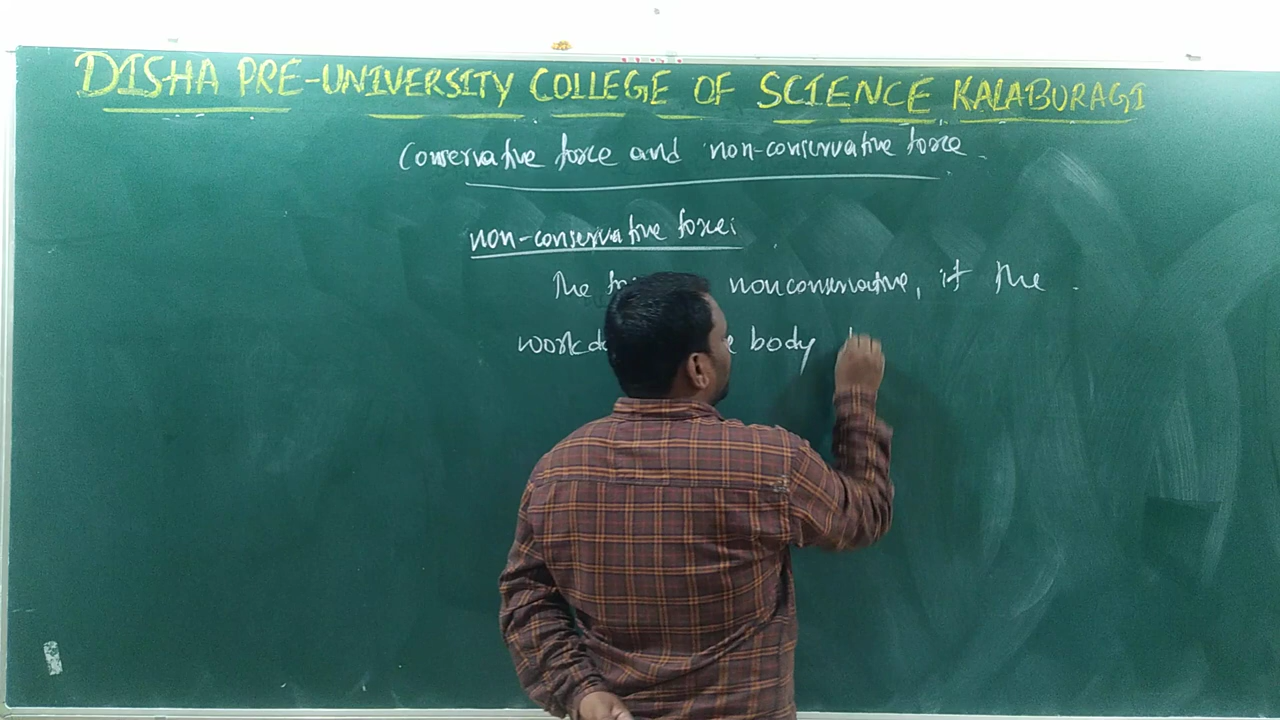 DISHA PRE-UNIVERSITY COLLEGE OF SCIENCE KALABURAGI
Conservative force and non-conservative force.
non-conservative force:
The nonconservative, if the
body